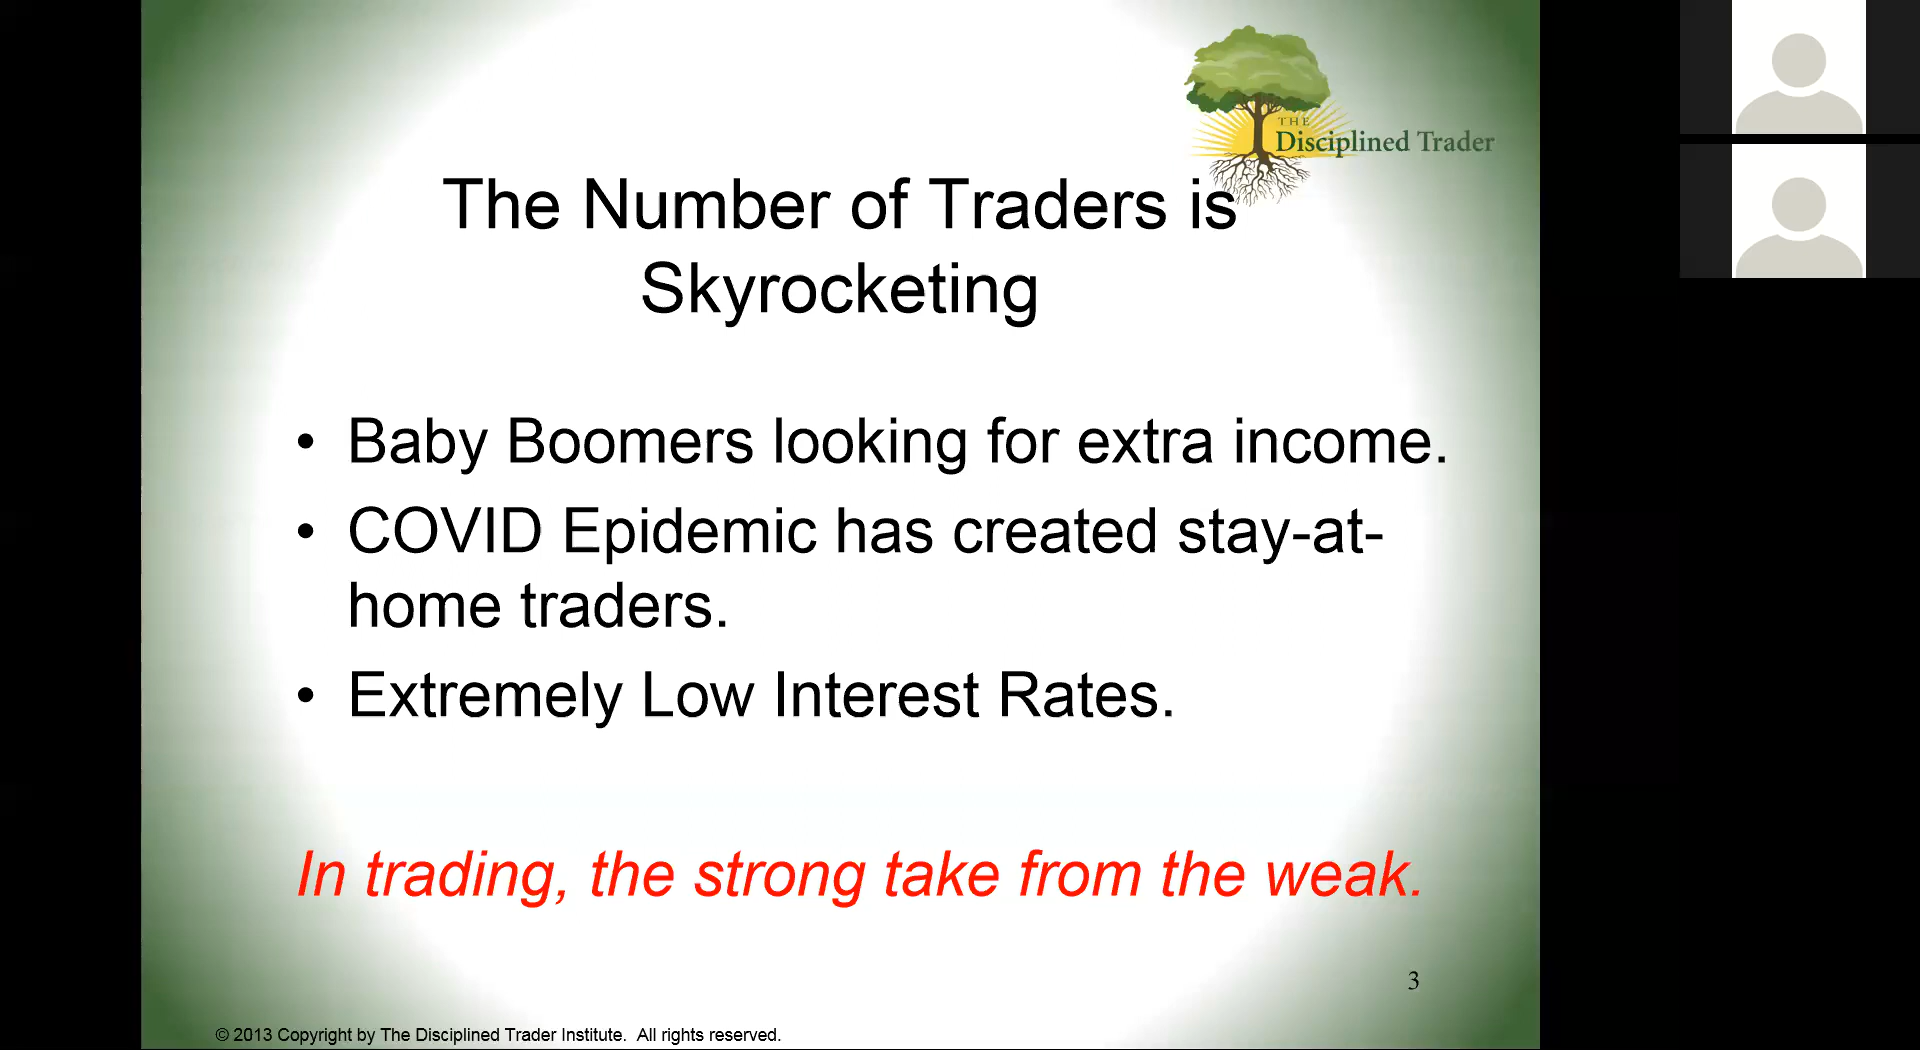 THE
Disciplined Trader
The Number of Traders is
Skyrocketing
• Baby Boomers looking for extra income.
• COVID Epidemic has created stay-at-
home traders.
• Extremely Low Interest Rates.
In trading, the strong take from the weak.
3
© 2013 Copyright by The Disciplined Trader Institute.  All rights reserved.